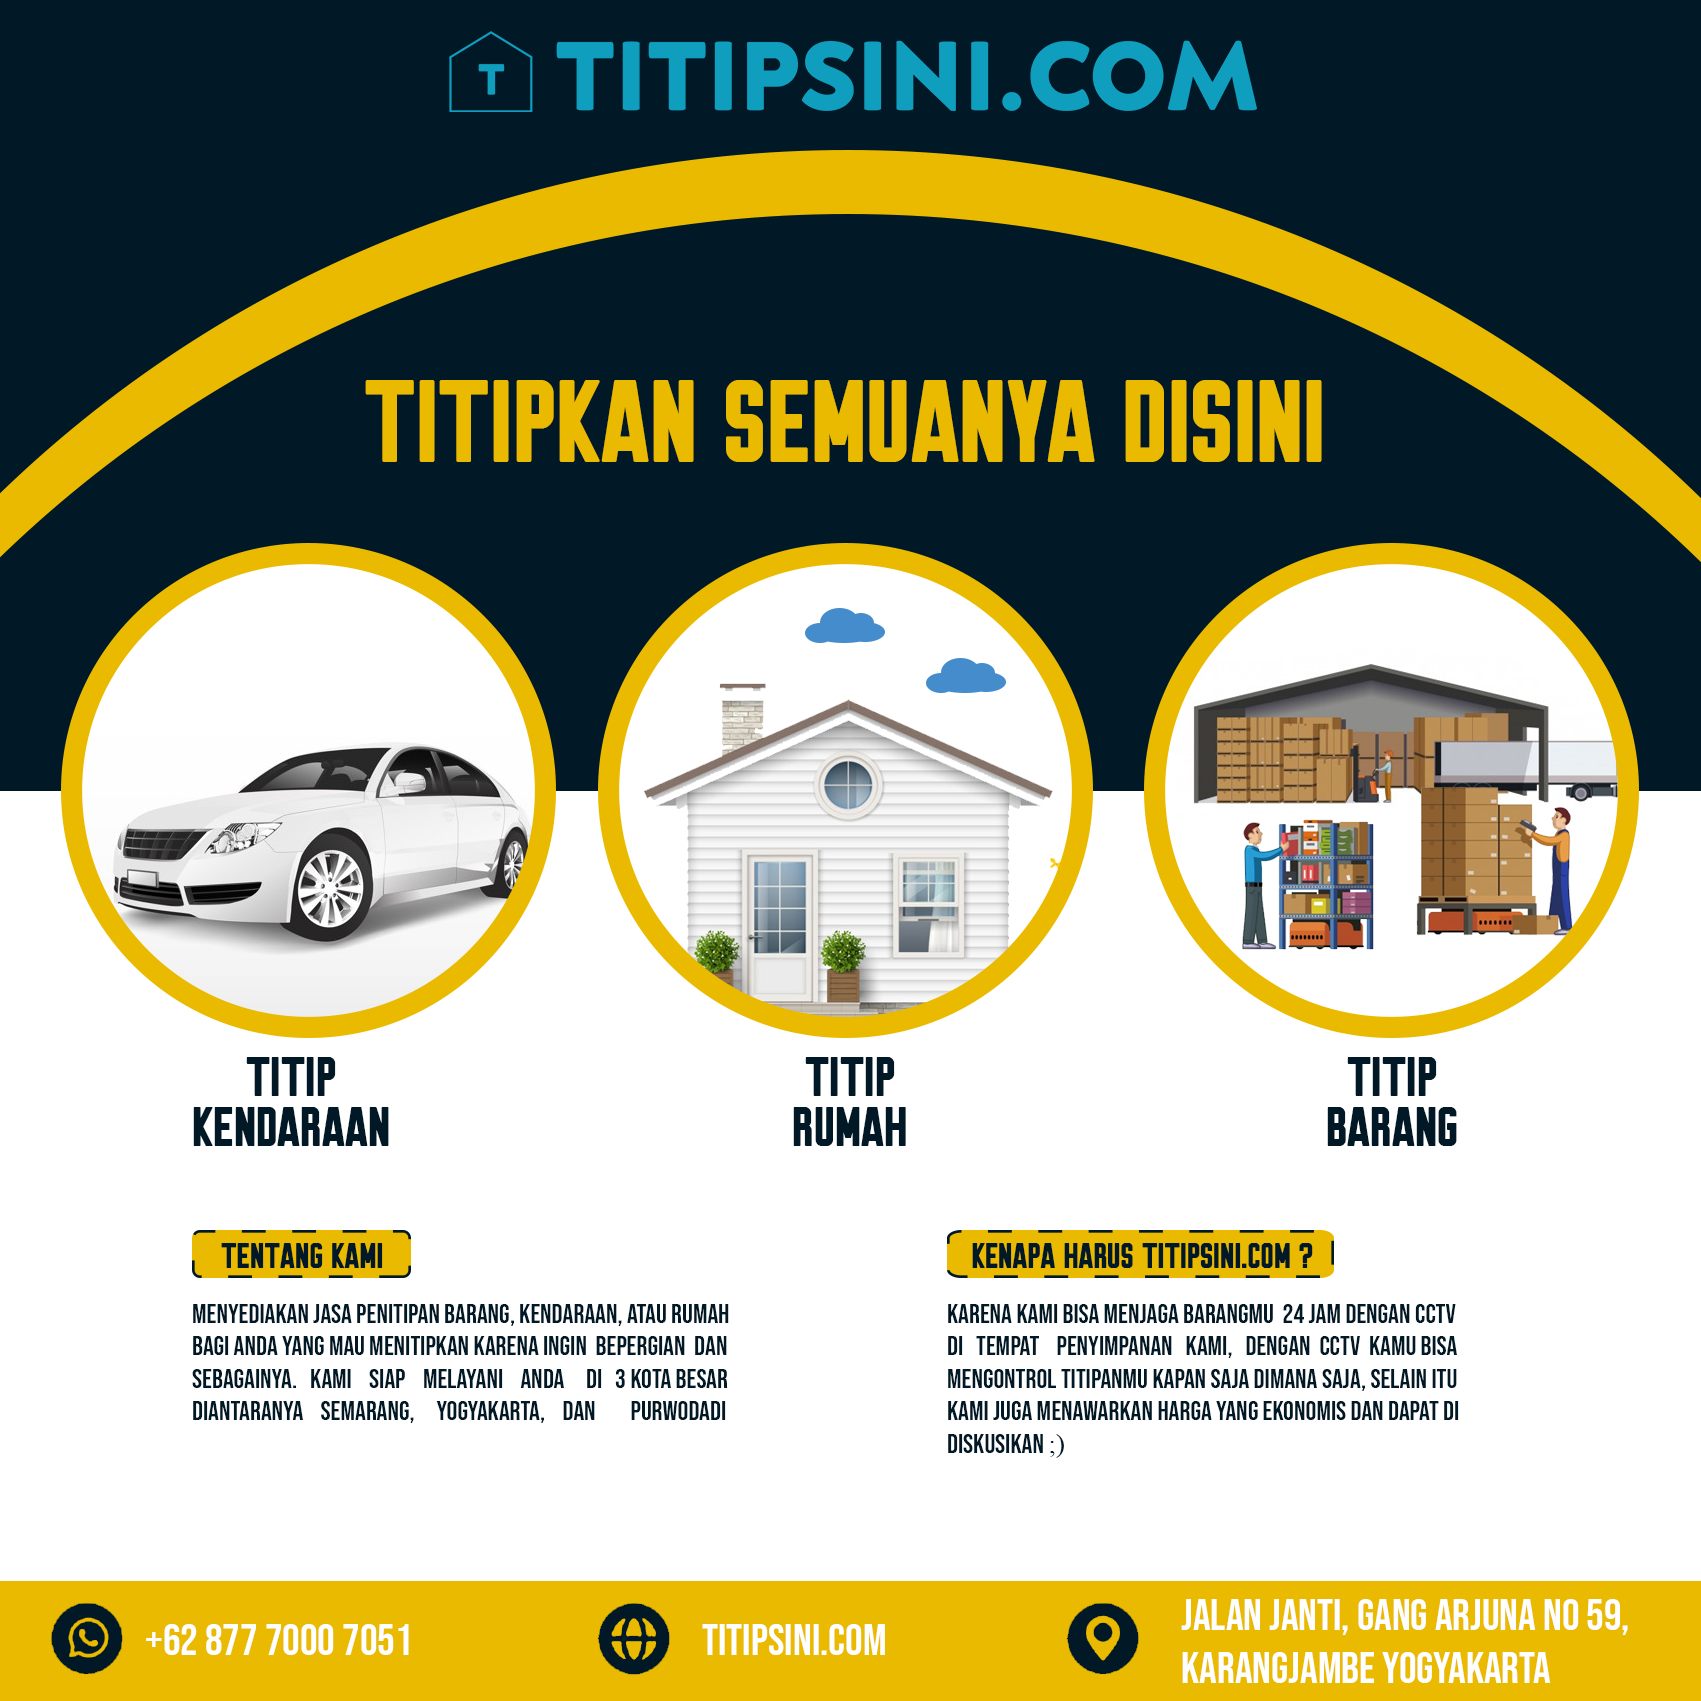 T TITIPSINI.COM
TITIPKAN SEMUANYA DISINI
TITIP
KENDARAAN
TITIP
RUMAH
TITIP
BARANG
TENTANG KAMI
MENYEDIAKAN JASA PENITIPAN BARANG, KENDARAAN, ATAU RUMAH
BAGI ANDA YANG MAU MENITIPKAN KARENA INGIN BEPERGIAN DAN
SEBAGAINYA. KAMI SIAP MELAYANI ANDA DI 3 KOTA BESAR
DIANTARANYA SEMARANG, YOGYAKARTA, DAN PURWODADI
KENAPA HARUS TITIPSINI.COM ?
KARENA KAMI BISA MENJAGA BARANGMU 24 JAM DENGAN CCTV
DI TEMPAT PENYIMPANAN KAMI, DENGAN CCTV KAMU BISA
MENGONTROL TITIPANMU KAPAN SAJA DIMANA SAJA, SELAIN ITU
KAMI JUGA MENAWARKAN HARGA YANG EKONOMIS DAN DAPAT DI
DISKUSIKAN ;)
+62 877 7000 7051
TITIPSINI.COM
JALAN JANTI, GANG ARJUNA NO 59,
KARANGJAMBE YOGYAKARTA